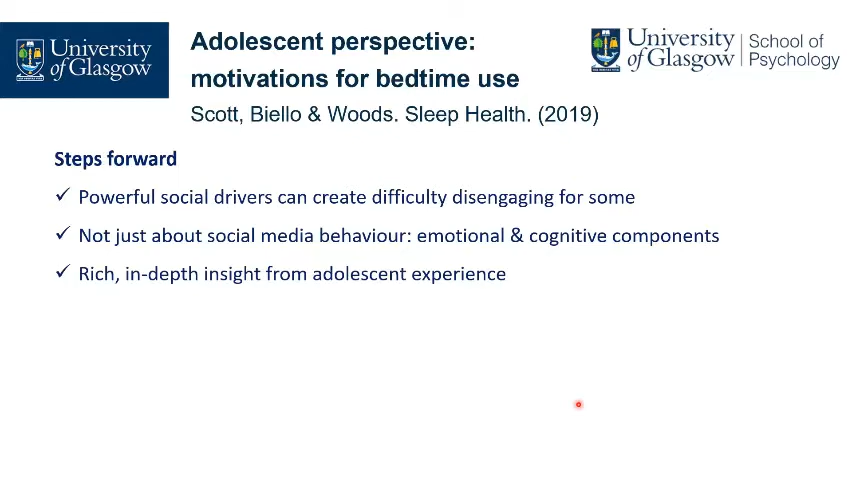 University
of Glasgow
Adolescent perspective:
motivations for bedtime use
Scott, Biello & Woods. Sleep Health. (2019)
University
of Glasgow
School of
Psychology
Steps forward
✓ Powerful social drivers can create difficulty disengaging for some
✓ Not just about social media behaviour: emotional & cognitive components
✓ Rich, in-depth insight from adolescent experience